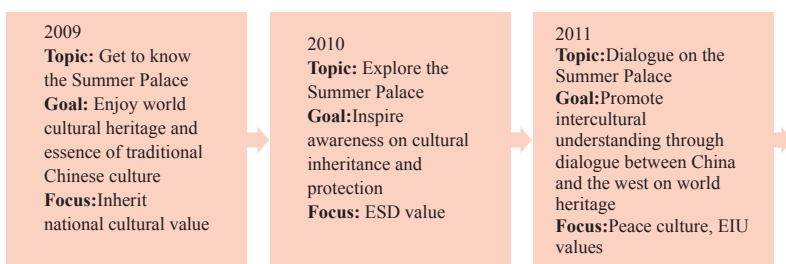 2009
Topic: Get to know
the Summer Palace
Goal: Enjoy world
cultural heritage and
essence of traditional
Chinese culture
Focus:Inherit
national cultural value
2010
Topic: Explore the
Summer Palace
Goal:Inspire
awareness on cultural
inheritance and
protection
Focus: ESD value
2011
Topic:Dialogue on the
Summer Palace
Goal:Promote
intercultural
understanding through
dialogue between China
and the west on world
heritage
Focus:Peace culture, EIU
values